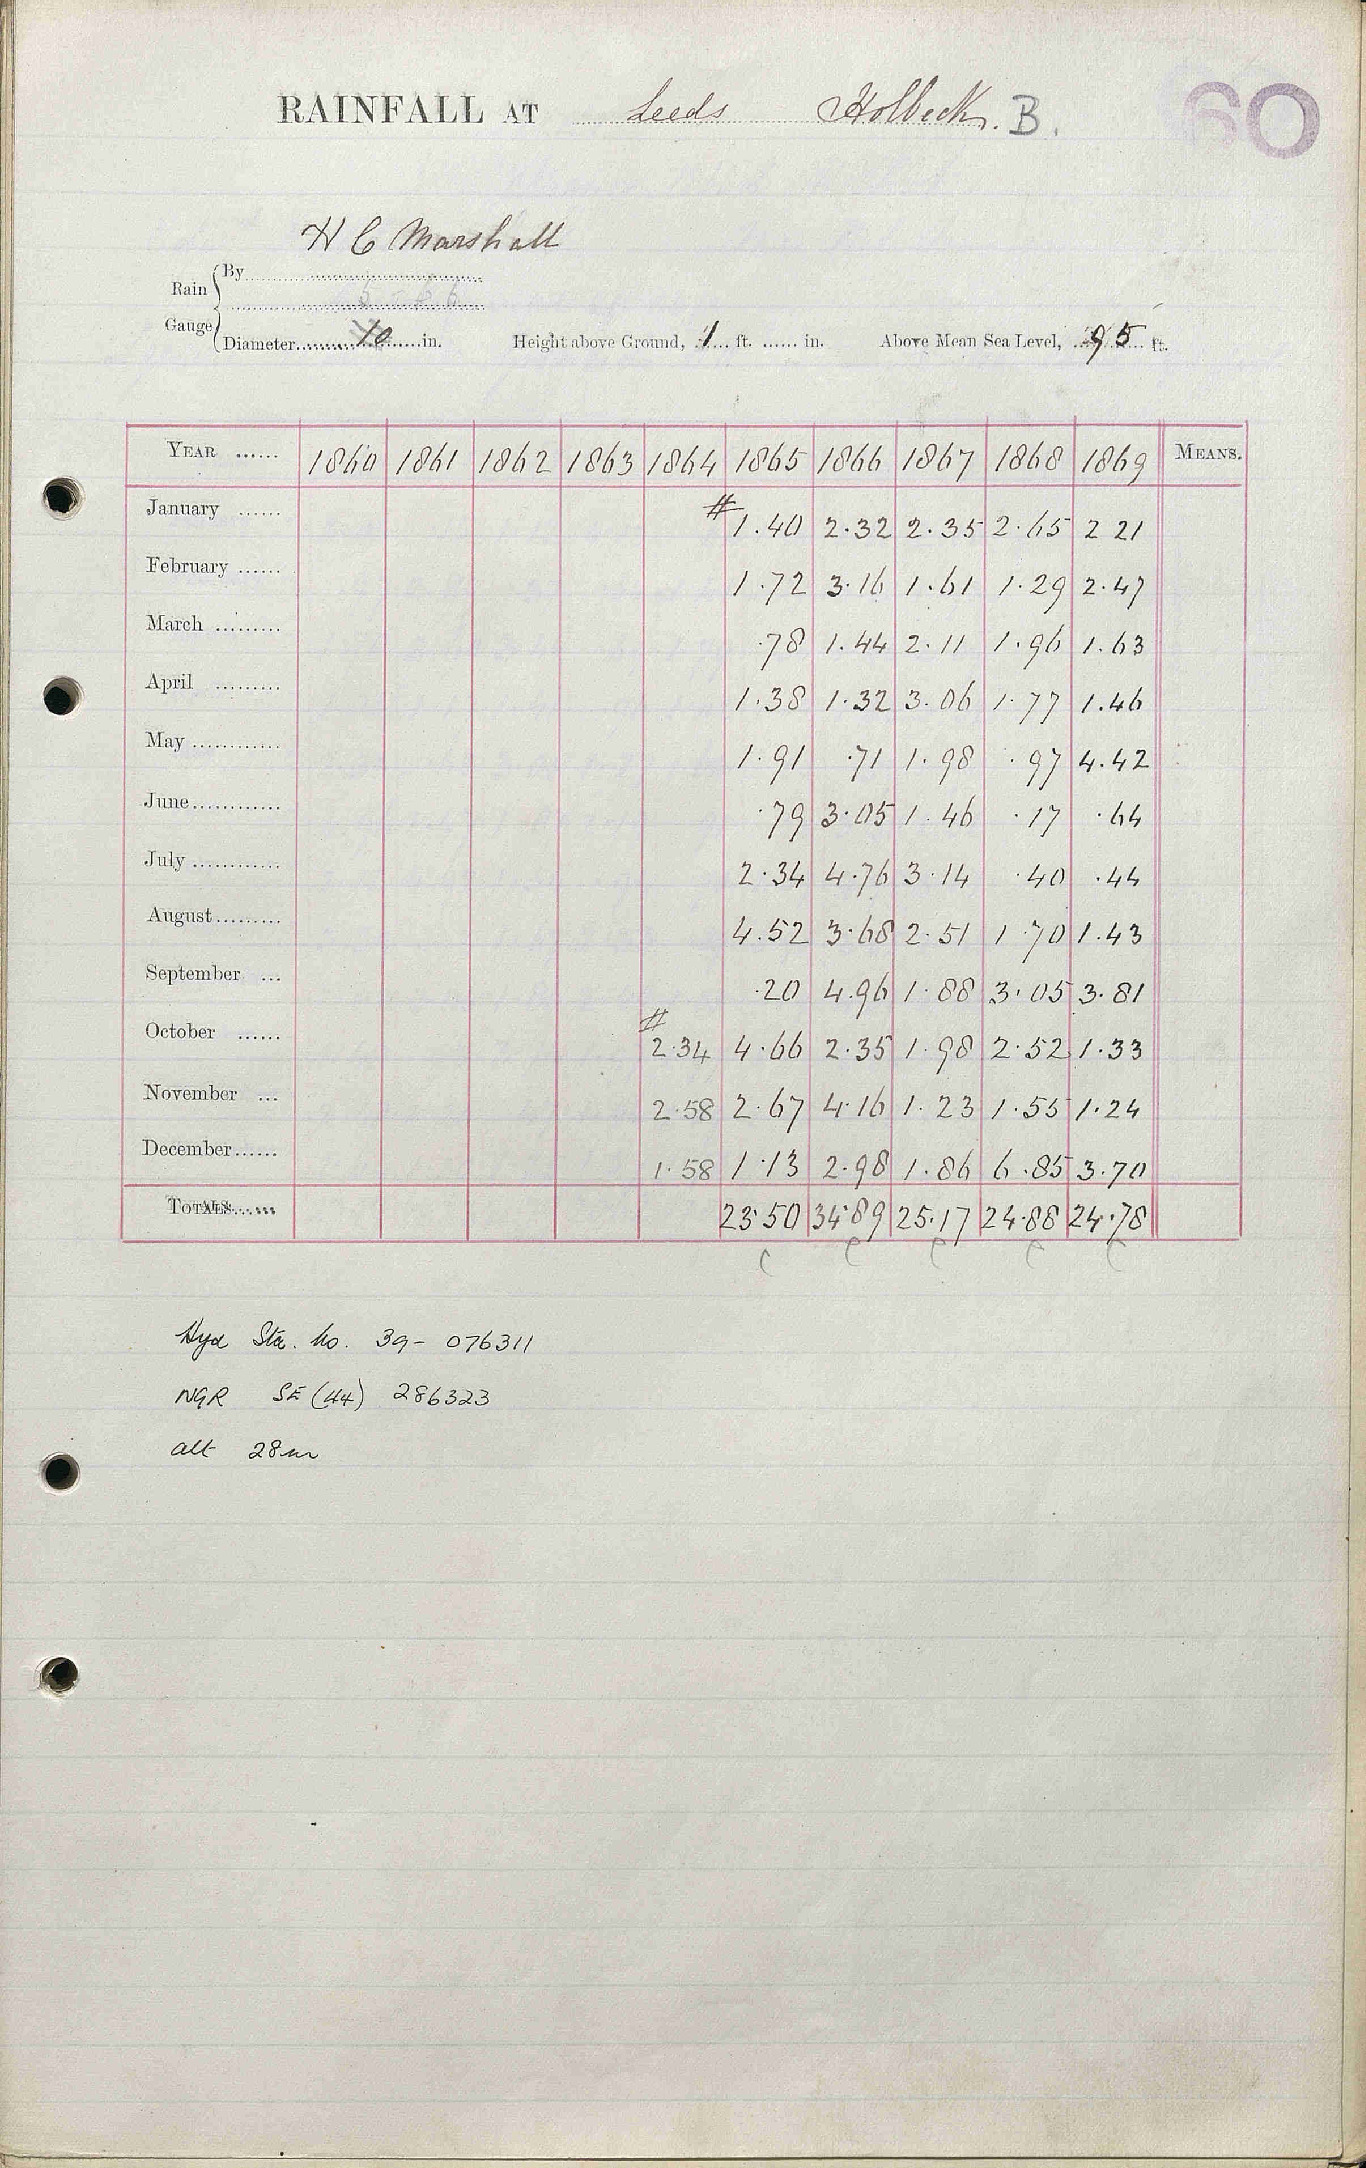 RAINFALL AT Leeds Holbeck. B.
60
H C Marshall
Rain Gauge
By
Diameter 10 in. Height above Ground, 1 ft. ...... in. Above Mean Sea Level, 95 ft.
YEAR ...... 1860 1861 1862 1863 1864 1865 1866 1867 1868 1869 MEANS.
January ...... # 1.40 2.32 2.35 2.65 2 21
February ...... 1.72 3.16 1.61 1.29 2.47
March ......... .78 1.44 2.11 1.96 1.63
April ......... 1.38 1.32 3.06 1.77 1.46
May ............ 1.91 .71 1.98 .97 4.42
June ............ .79 3.05 1.46 .17 .64
July ............ 2.34 4.76 3.14 .40 .44
August ......... 4.52 3.68 2.51 1.70 1.43
September ... .20 4.96 1.88 3.05 3.81
October ...... # 2.34 4.66 2.35 1.98 2.52 1.33
November ... 2.58 2.67 4.16 1.23 1.55 1.24
December ...... 1.58 1.13 2.98 1.86 6.85 3.70
TOTALS ...... 23.50 34.89 25.17 24.88 24.78
Hyd Sta. No. 39- 076311
NGR SE (44) 286323
alt 28m